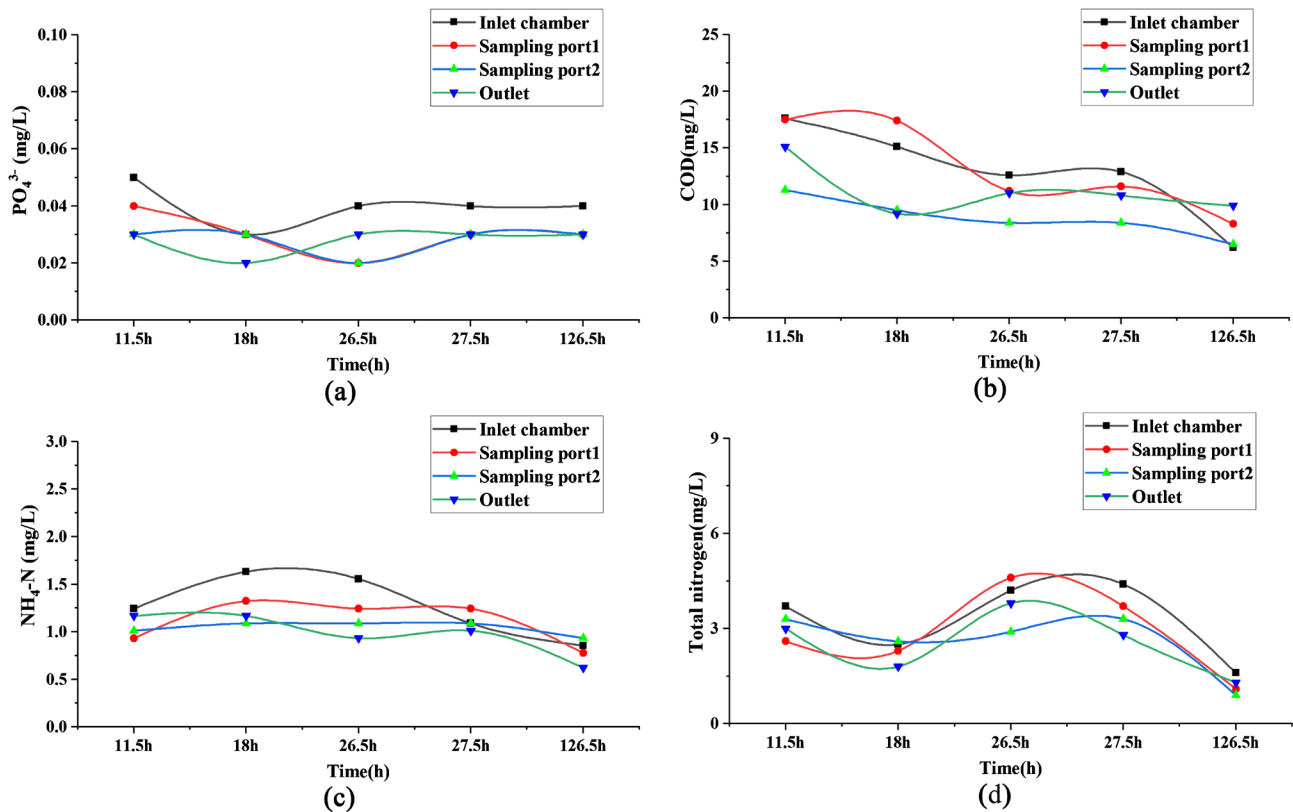 Inlet chamber
Sampling port1
Sampling port2
Outlet
0.10
0.08
0.06
0.04
0.02
0.00
PO₄³⁻ (mg/L)
11.5h 18h 26.5h 27.5h 126.5h
Time(h)
(a)
Inlet chamber
Sampling port1
Sampling port2
Outlet
25
20
15
10
5
0
COD(mg/L)
11.5h 18h 26.5h 27.5h 126.5h
Time(h)
(b)
Inlet chamber
Sampling port1
Sampling port2
Outlet
3.0
2.5
2.0
1.5
1.0
0.5
0.0
NH₄-N (mg/L)
11.5h 18h 26.5h 27.5h 126.5h
Time(h)
(c)
Inlet chamber
Sampling port1
Sampling port2
Outlet
9
6
3
0
Total nitrogen(mg/L)
11.5h 18h 26.5h 27.5h 126.5h
Time(h)
(d)